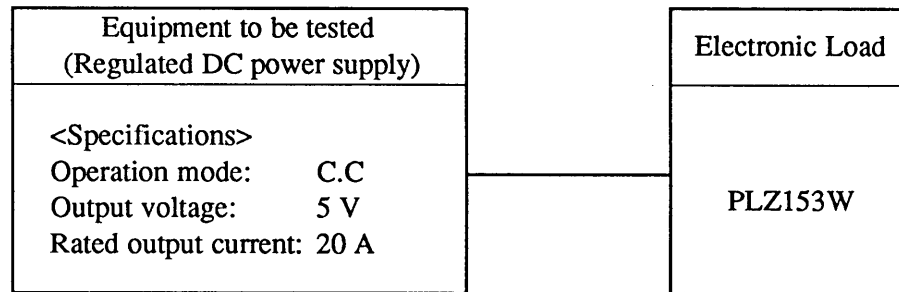 Equipment to be tested
(Regulated DC power supply)
<Specifications>
Operation mode: C.C
Output voltage: 5 V
Rated output current: 20 A
Electronic Load
PLZ153W